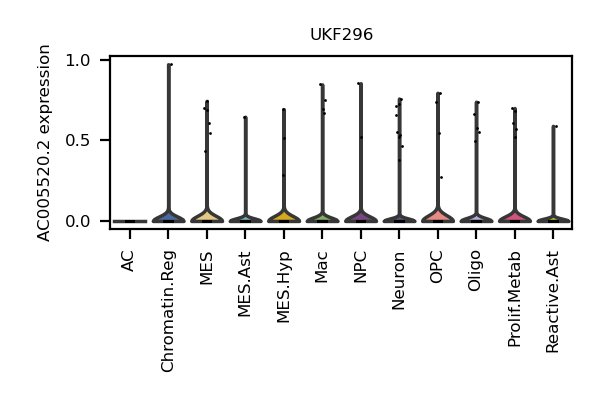 UKF296
AC005520.2 expression
1.0
0.5
0.0
AC
Chromatin.Reg
MES
MES.Ast
MES.Hyp
Mac
NPC
Neuron
OPC
Oligo
Prolif.Metab
Reactive.Ast